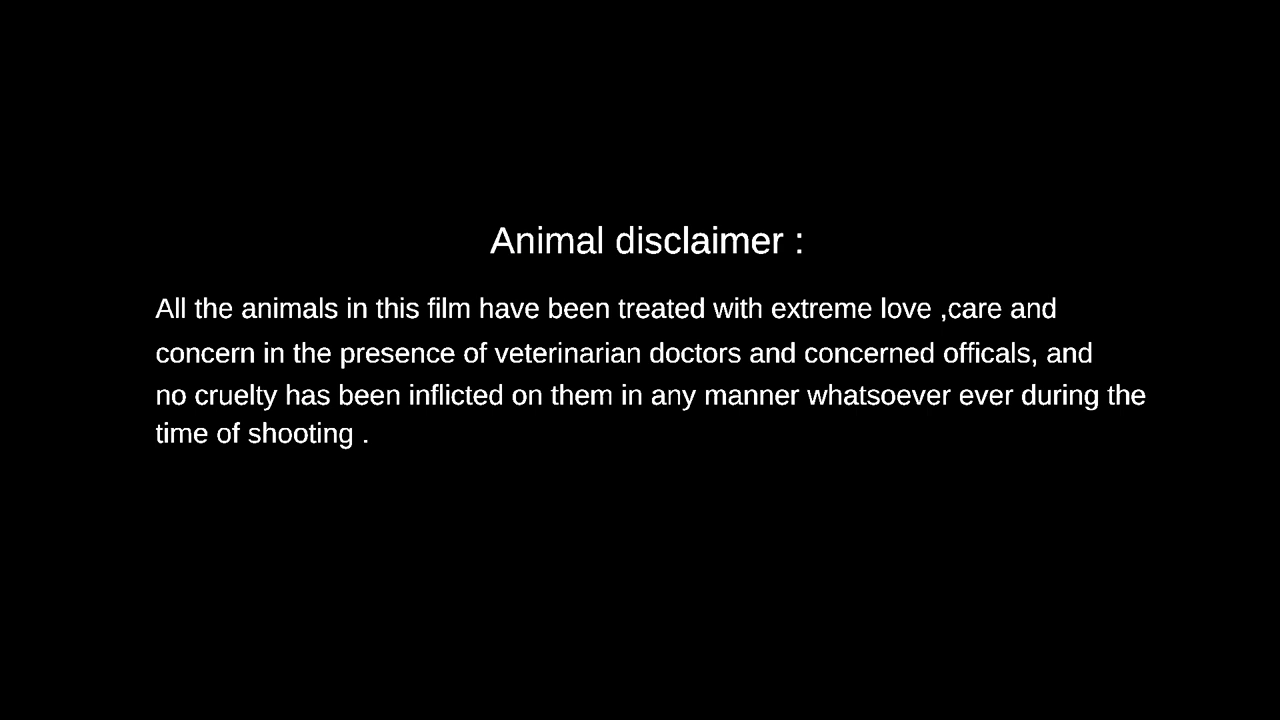 Animal disclaimer :
All the animals in this film have been treated with extreme love ,care and
concern in the presence of veterinarian doctors and concerned officals, and
no cruelty has been inflicted on them in any manner whatsoever ever during the
time of shooting .